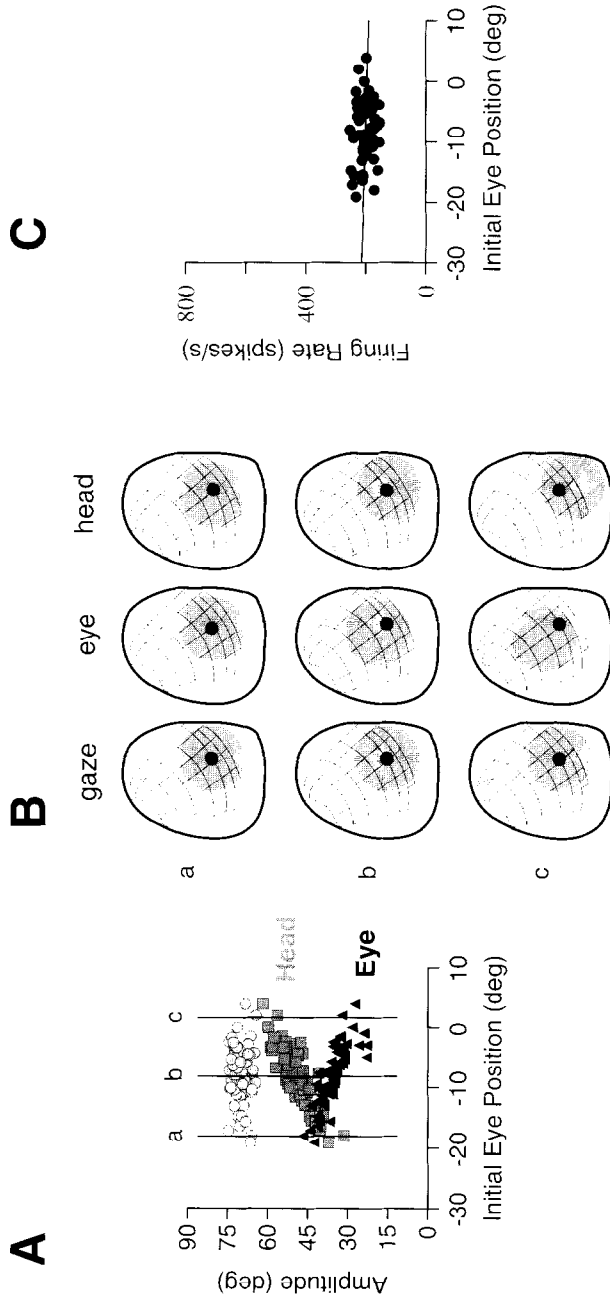 A
Amplitude (deg)
90
75
60
45
30
15
0
a b c
Head
Eye
-30 -20 -10 0 10
Initial Eye Position (deg)
B
gaze eye head
a
b
c
C
Firing Rate (spikes/s)
800
400
0
-30 -20 -10 0 10
Initial Eye Position (deg)